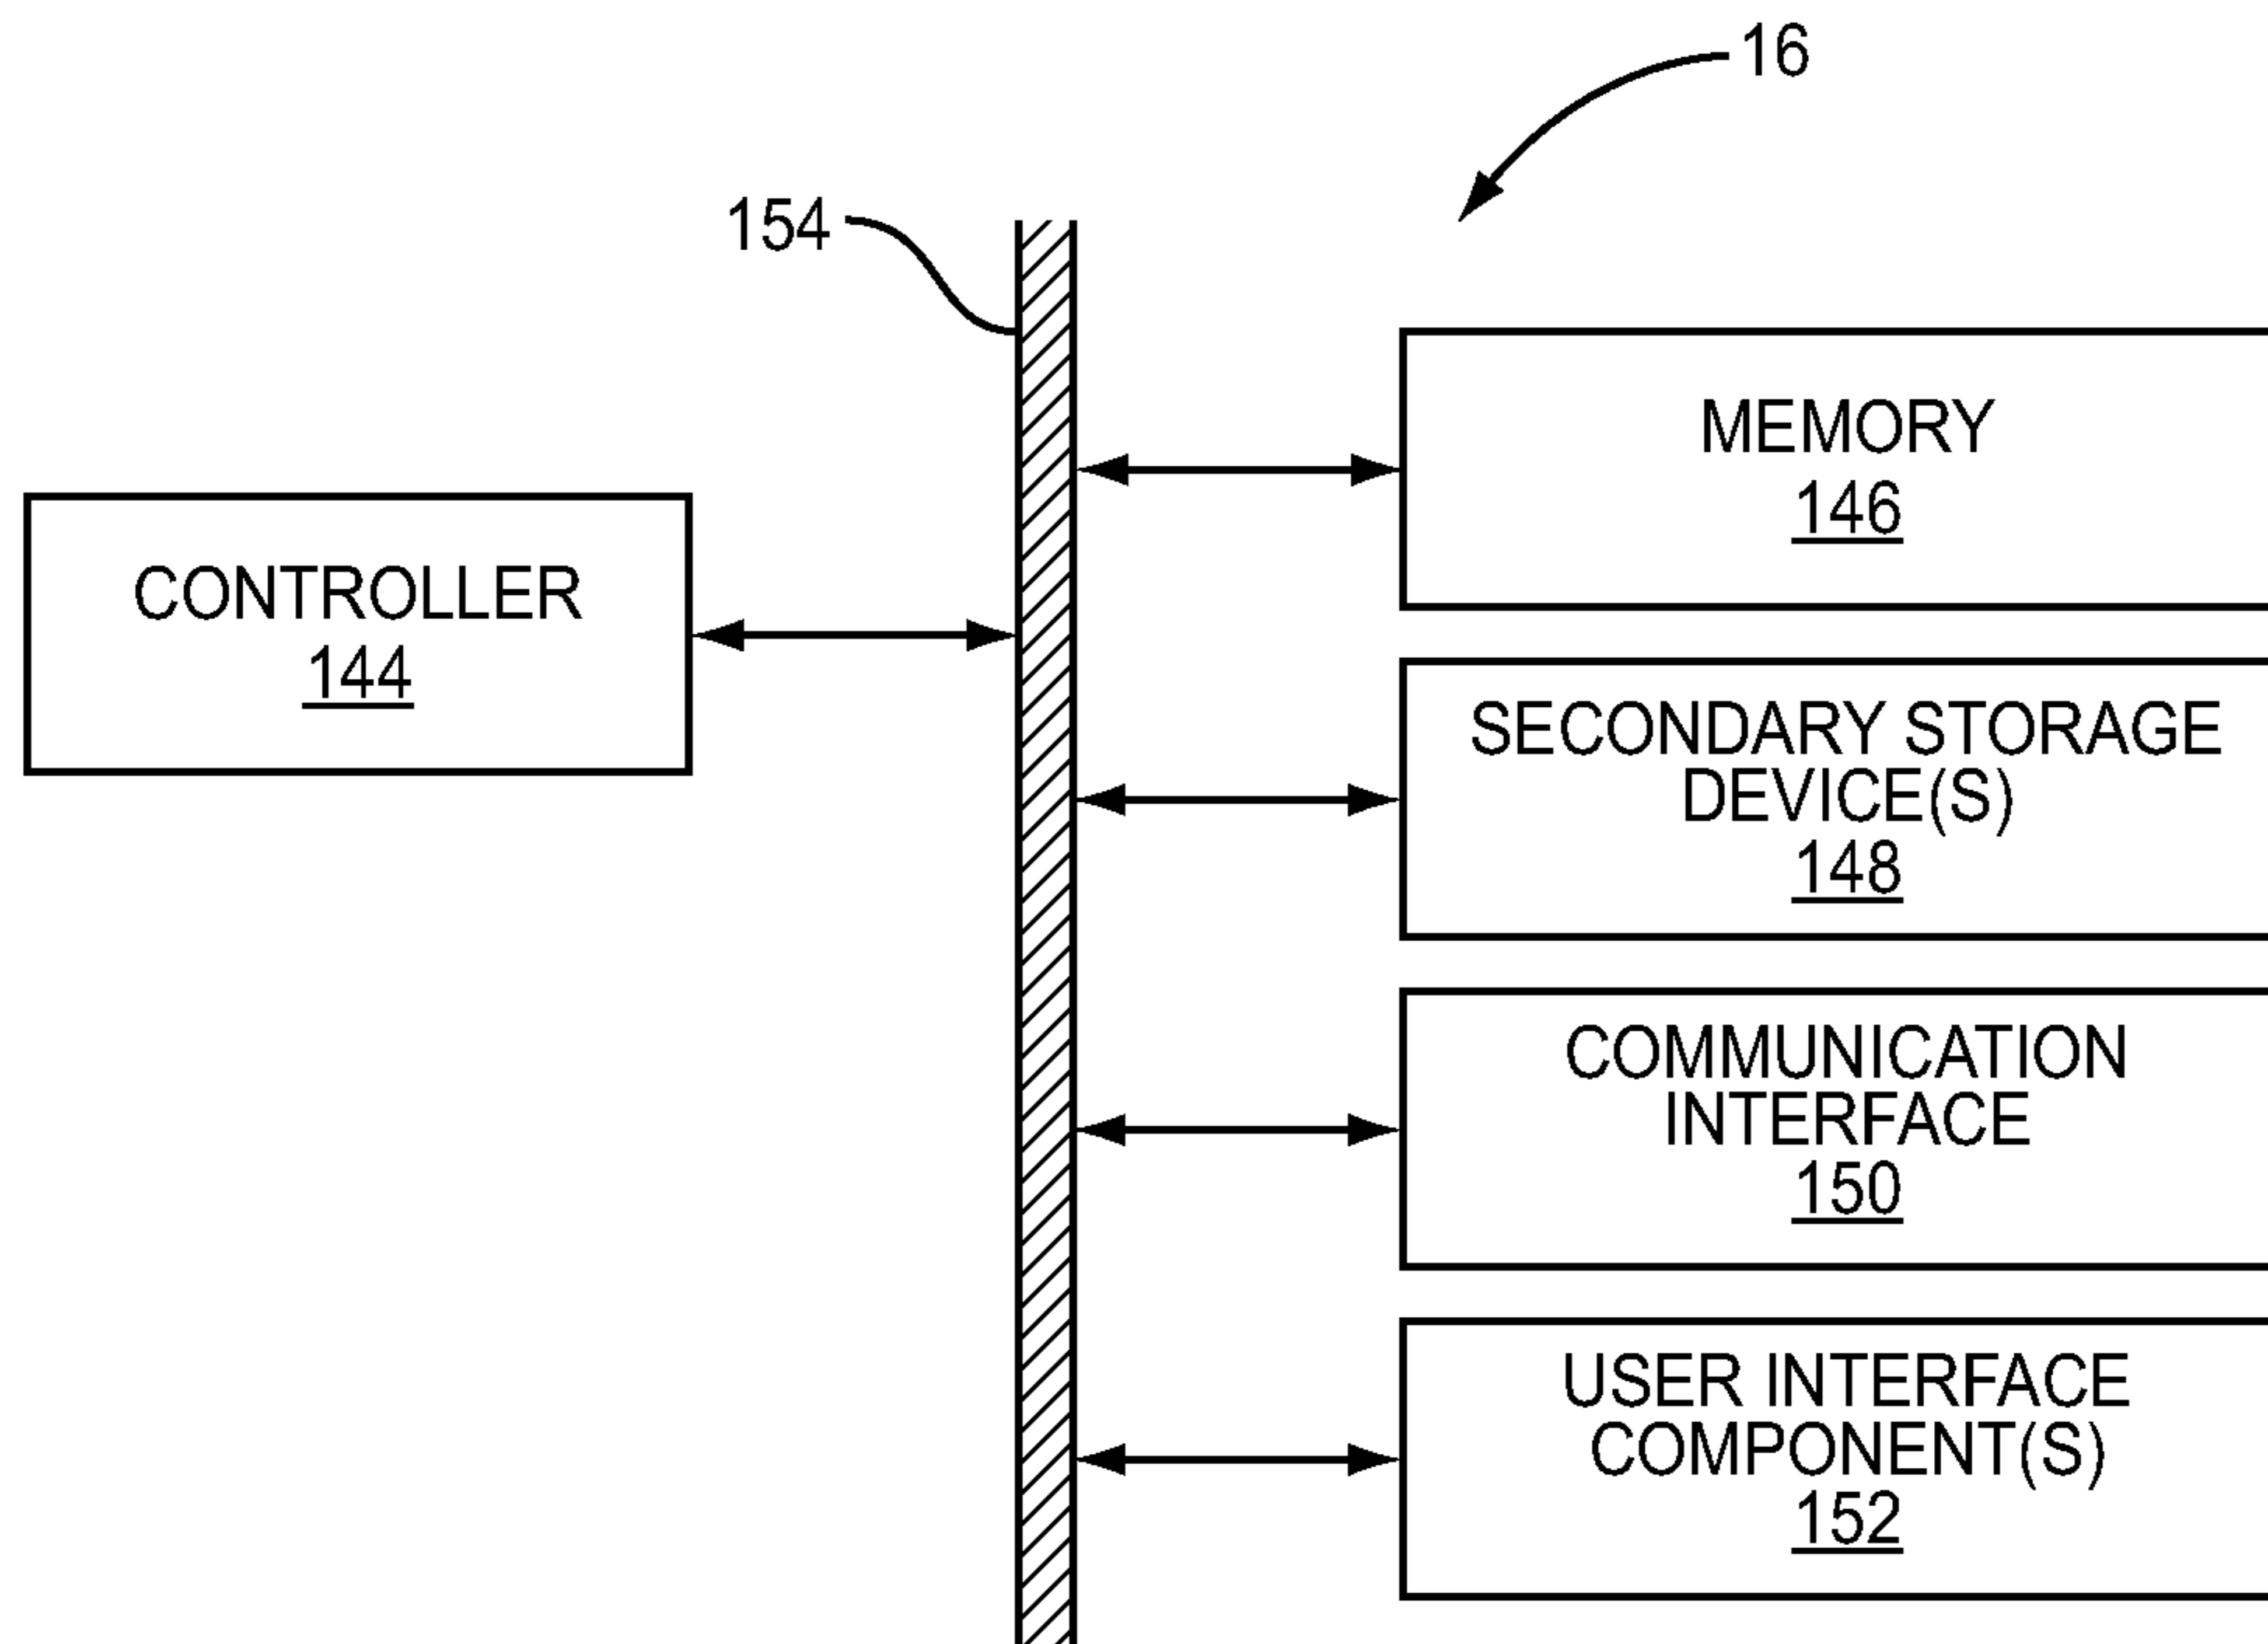 16
154
MEMORY
146
CONTROLLER
144
SECONDARY STORAGE
DEVICE(S)
148
COMMUNICATION
INTERFACE
150
USER INTERFACE
COMPONENT(S)
152